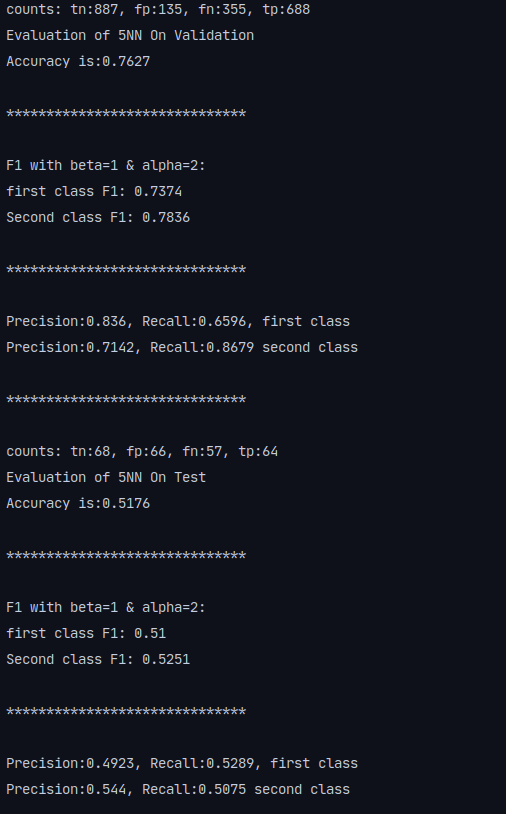 counts: tn:887, fp:135, fn:355, tp:688
Evaluation of 5NN On Validation
Accuracy is:0.7627
******************************
F1 with beta=1 & alpha=2:
first class F1: 0.7374
Second class F1: 0.7836
******************************
Precision:0.836, Recall:0.6596, first class
Precision:0.7142, Recall:0.8679 second class
******************************
counts: tn:68, fp:66, fn:57, tp:64
Evaluation of 5NN On Test
Accuracy is:0.5176
******************************
F1 with beta=1 & alpha=2:
first class F1: 0.51
Second class F1: 0.5251
******************************
Precision:0.4923, Recall:0.5289, first class
Precision:0.544, Recall:0.5075 second class